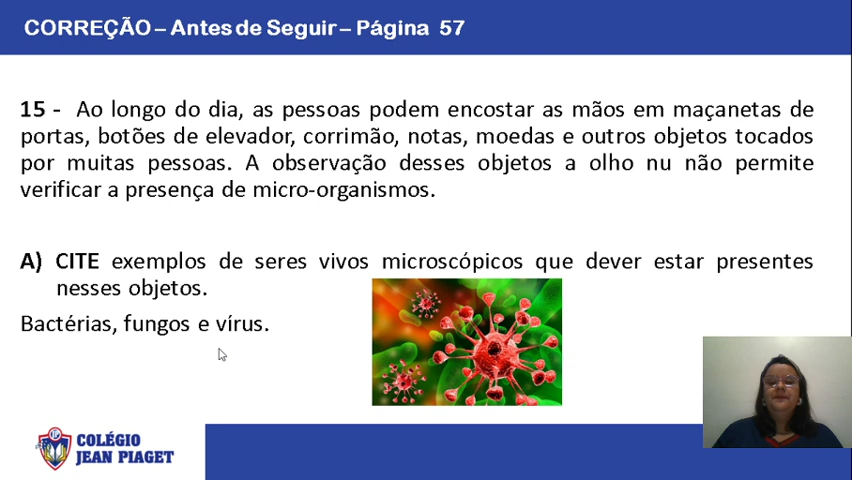 CORREÇÃO – Antes de Seguir – Página 57
15 - Ao longo do dia, as pessoas podem encostar as mãos em maçanetas de
portas, botões de elevador, corrimão, notas, moedas e outros objetos tocados
por muitas pessoas. A observação desses objetos a olho nu não permite
verificar a presença de micro-organismos.
A) CITE exemplos de seres vivos microscópicos que dever estar presentes
nesses objetos.
Bactérias, fungos e vírus.
COLÉGIO
JEAN PIAGET